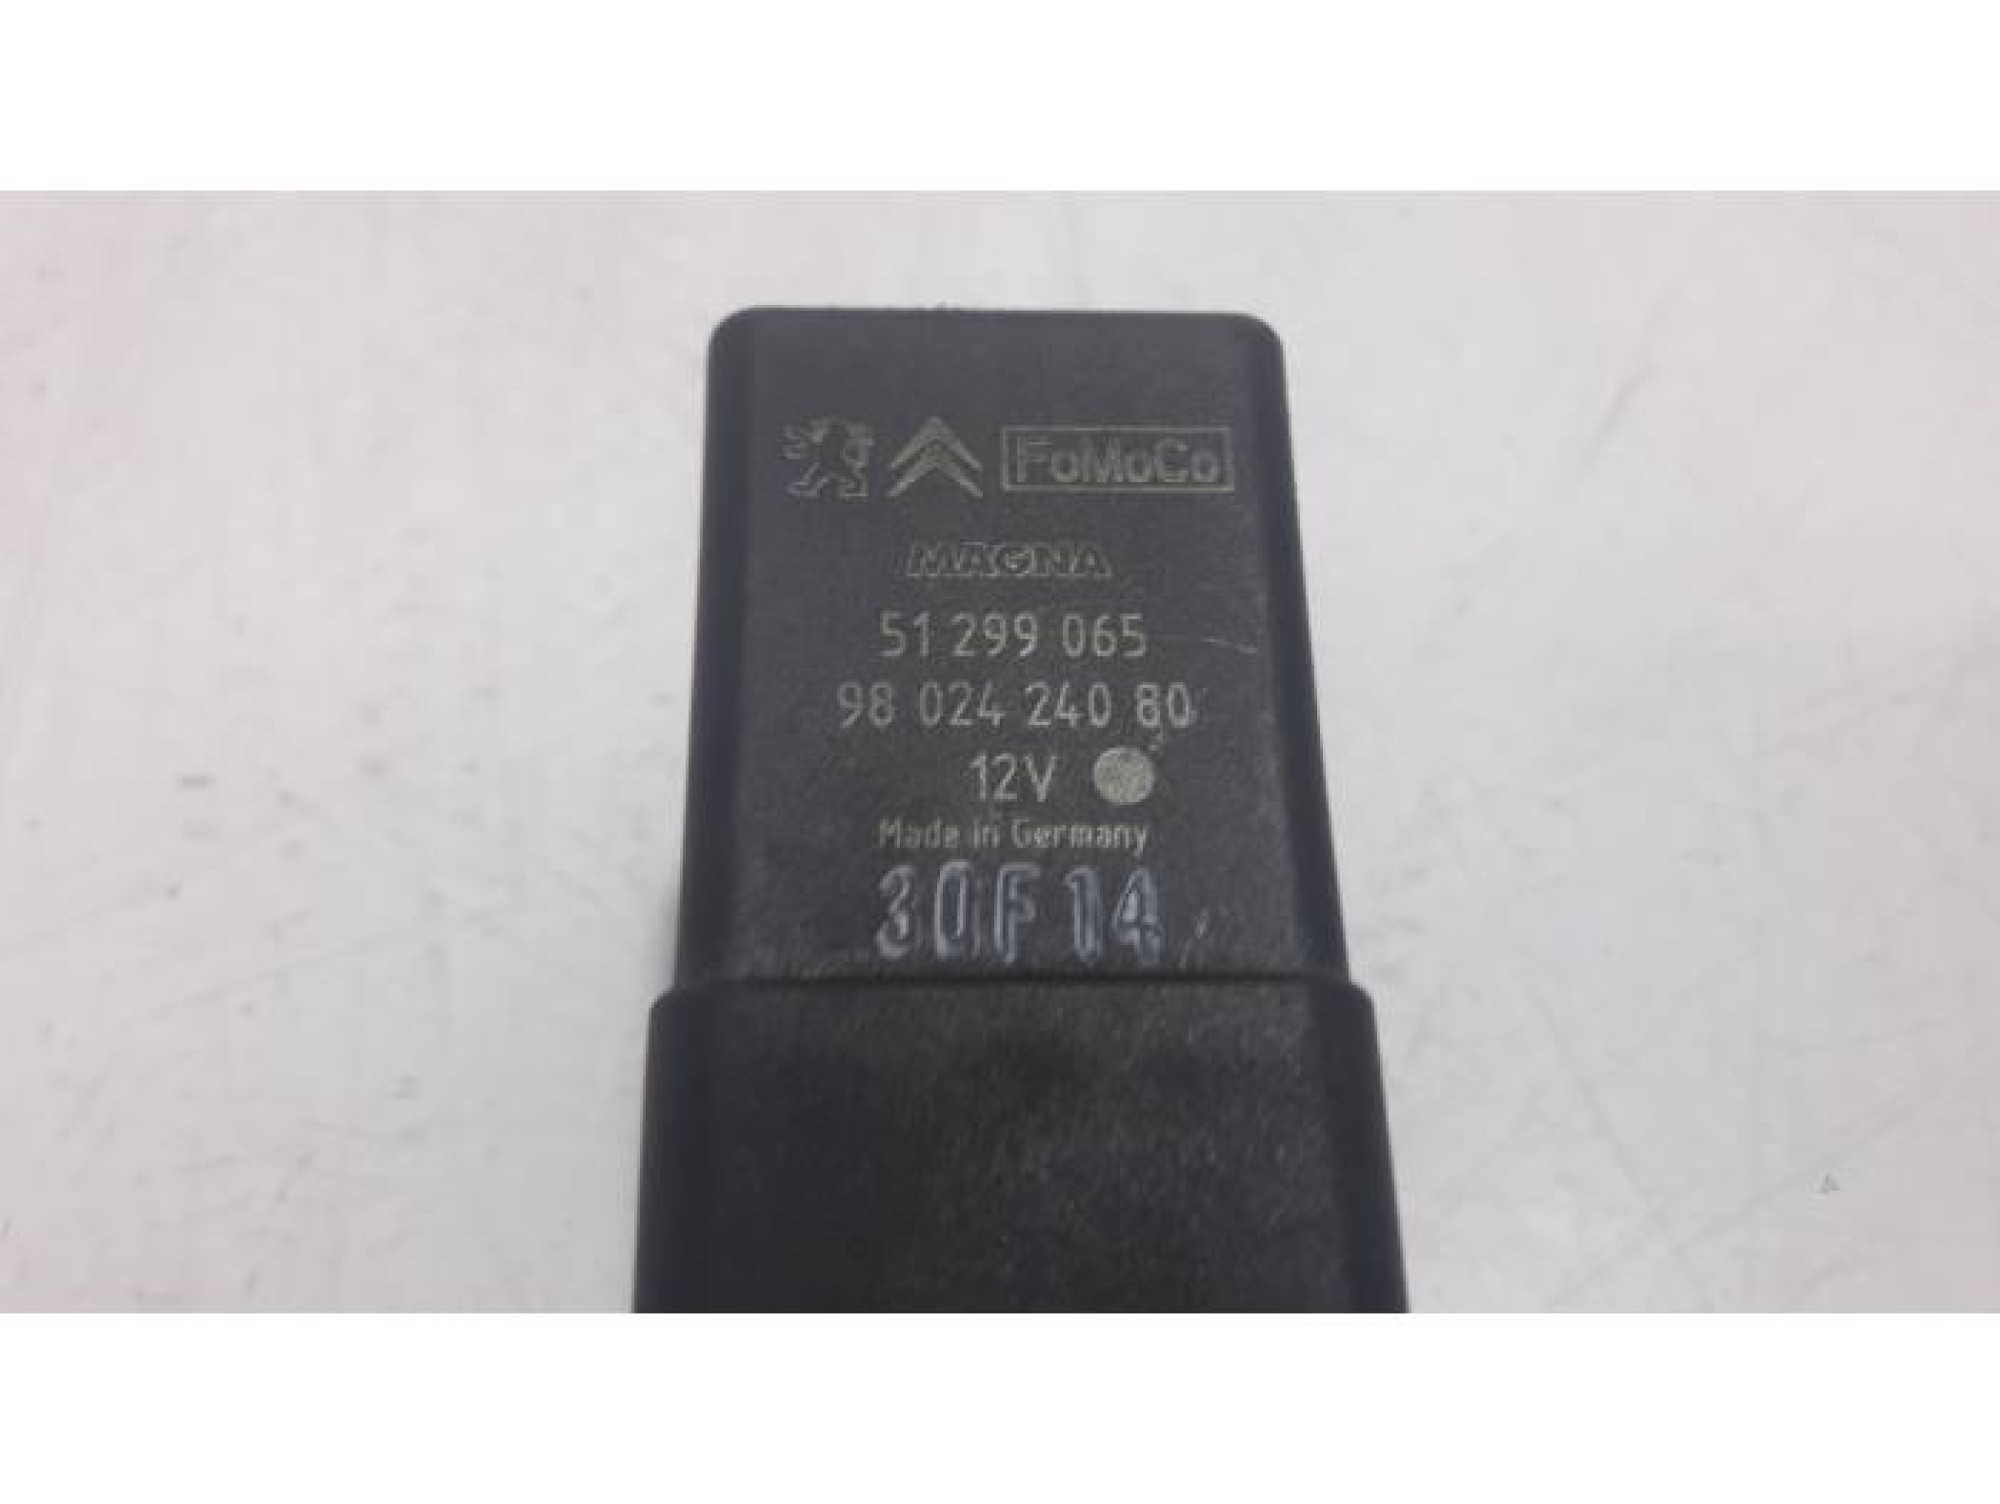 FoMoCo
MAGNA
51 299 065
98 024 240 80
12V
Made in Germany
30F14